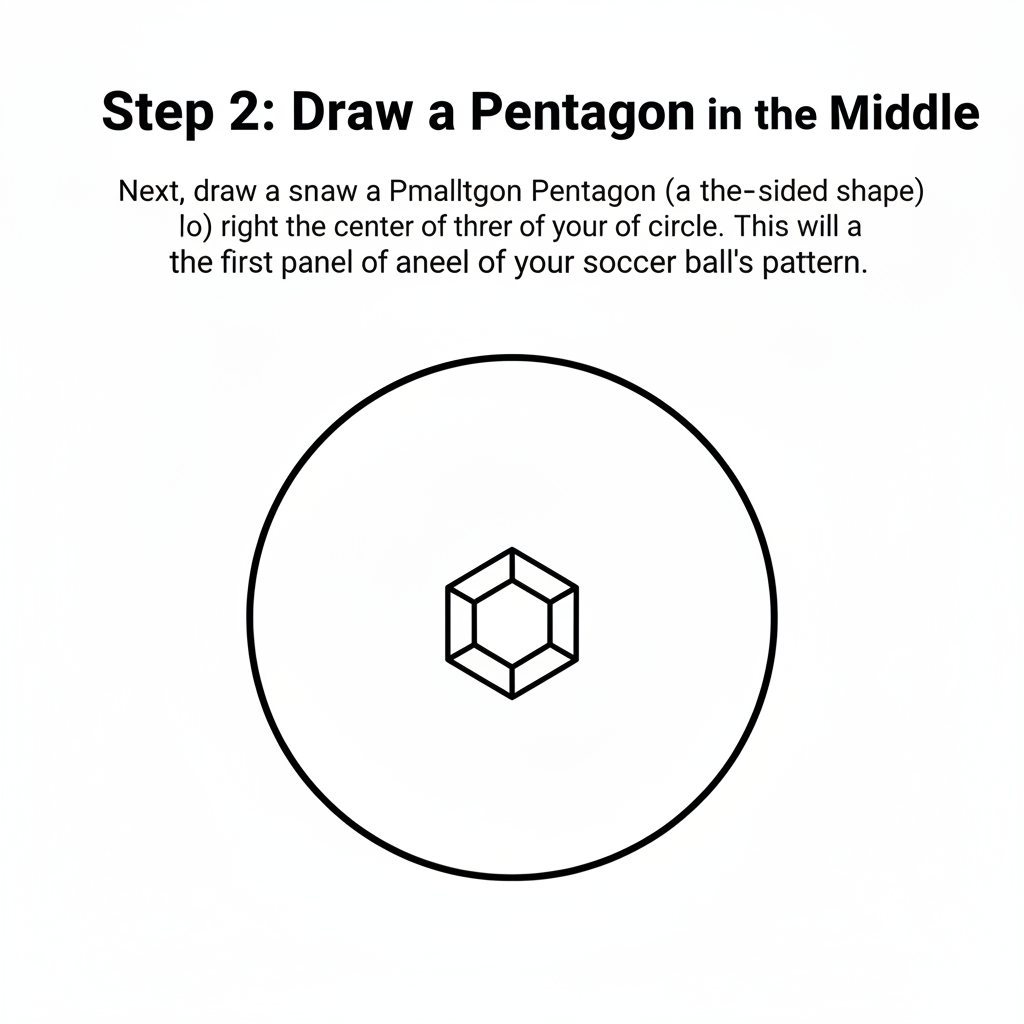 Step 2: Draw a Pentagon in the Middle
Next, draw a snaw a Pmalltgon Pentagon (a the-sided shape)
lo) right the center of threr of your of circle. This will a
the first panel of aneel of your soccer ball's pattern.